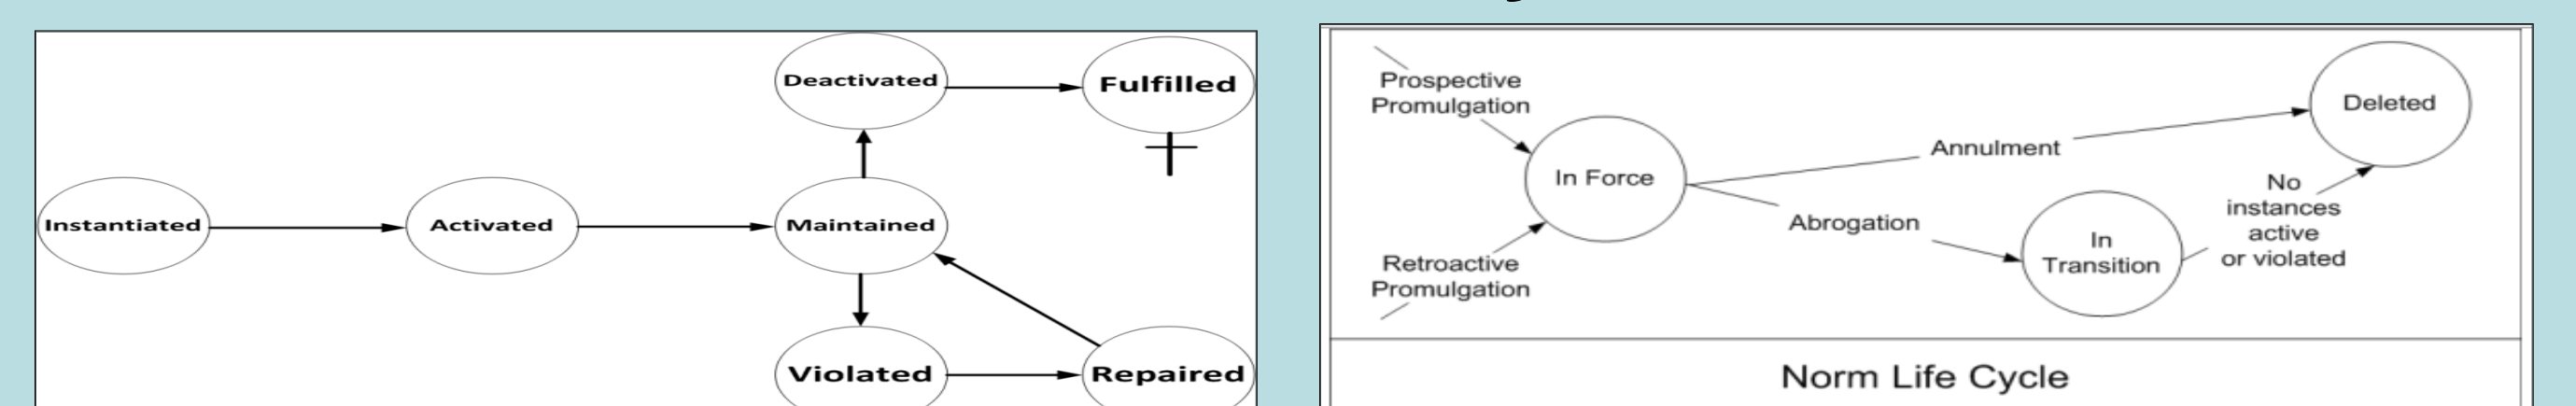 Deactivated
Fulfilled
Instantiated
Activated
Maintained
Violated
Repaired
Prospective
Promulgation
In Force
Retroactive
Promulgation
Annulment
Abrogation
In
Transition
No
instances
active
or violated
Deleted
Norm Life Cycle